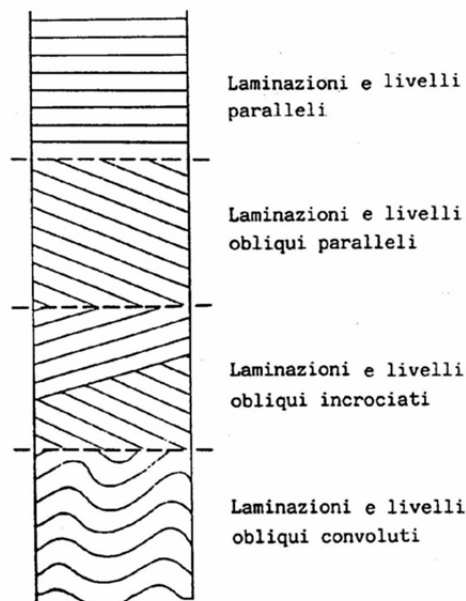 Laminazioni e livelli
paralleli
Laminazioni e livelli
obliqui paralleli
Laminazioni e livelli
obliqui incrociati
Laminazioni e livelli
obliqui convoluti